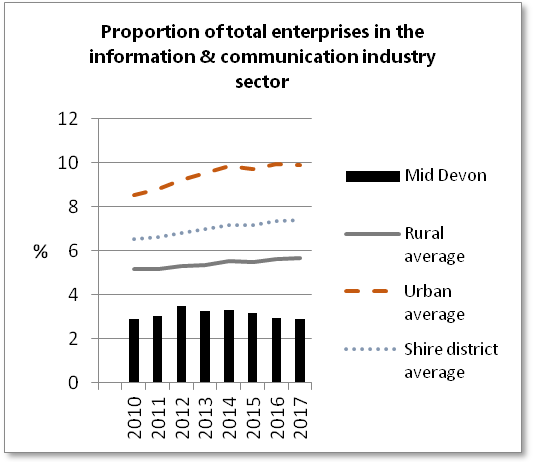 Proportion of total enterprises in the
information & communication industry
sector
12
10
8
6
4
2
0
%
2010
2011
2012
2013
2014
2015
2016
2017
Mid Devon
Rural
average
Urban
average
Shire district
average